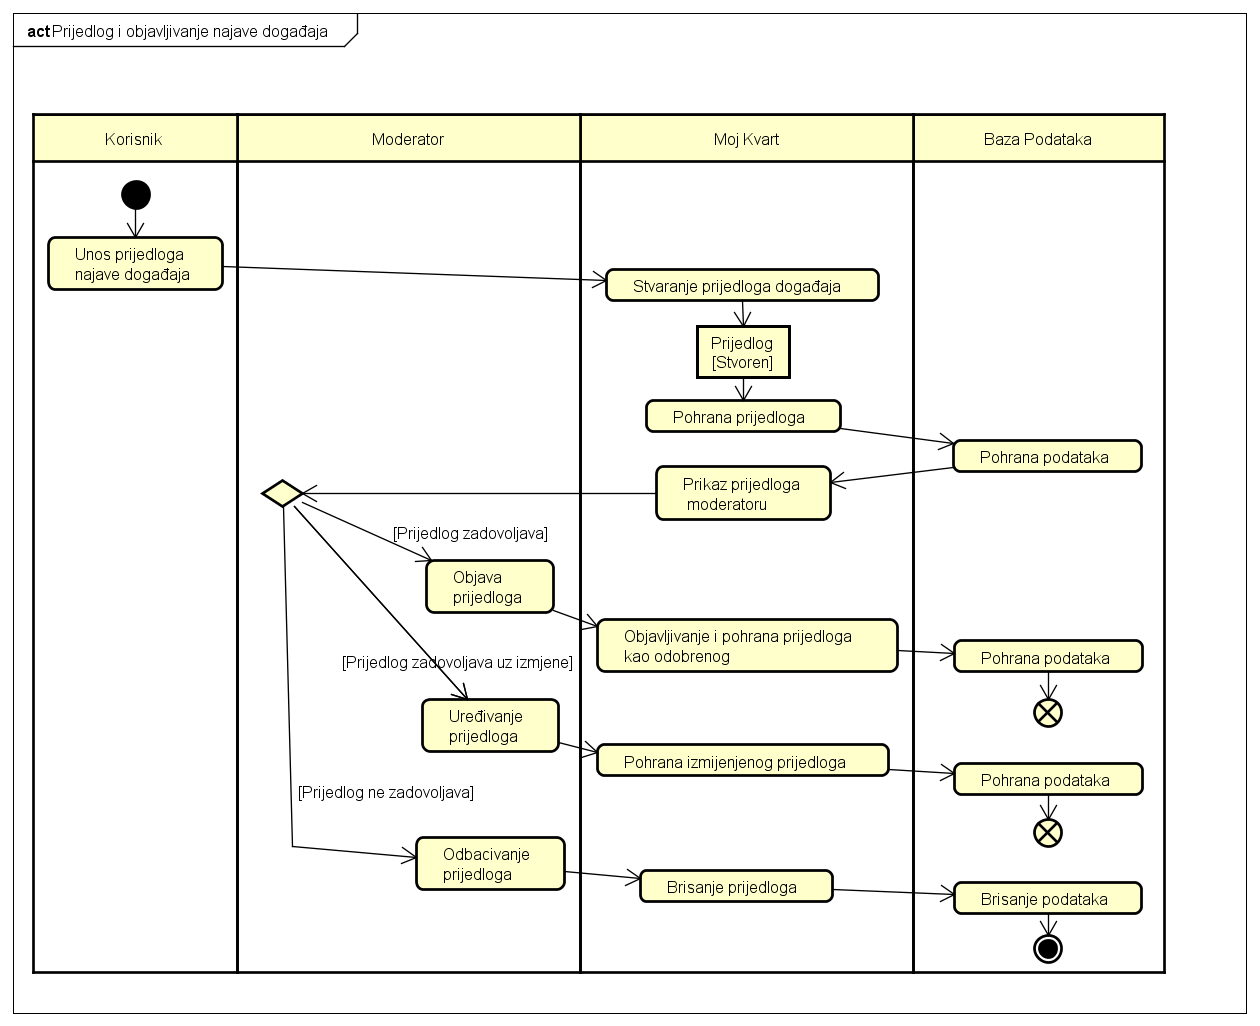 act Prijedlog i objavljivanje najave događaja
Korisnik
Moderator
Moj Kvart
Baza Podataka
Unos prijedloga
najave događaja
Stvaranje prijedloga događaja
Prijedlog
[Stvoren]
Pohrana prijedloga
Pohrana podataka
Prikaz prijedloga
moderatoru
[Prijedlog zadovoljava]
Objava
prijedloga
Objavljivanje i pohrana prijedloga
kao odobrenog
Pohrana podataka
[Prijedlog zadovoljava uz izmjene]
Uređivanje
prijedloga
Pohrana izmijenjenog prijedloga
Pohrana podataka
[Prijedlog ne zadovoljava]
Odbacivanje
prijedloga
Brisanje prijedloga
Brisanje podataka